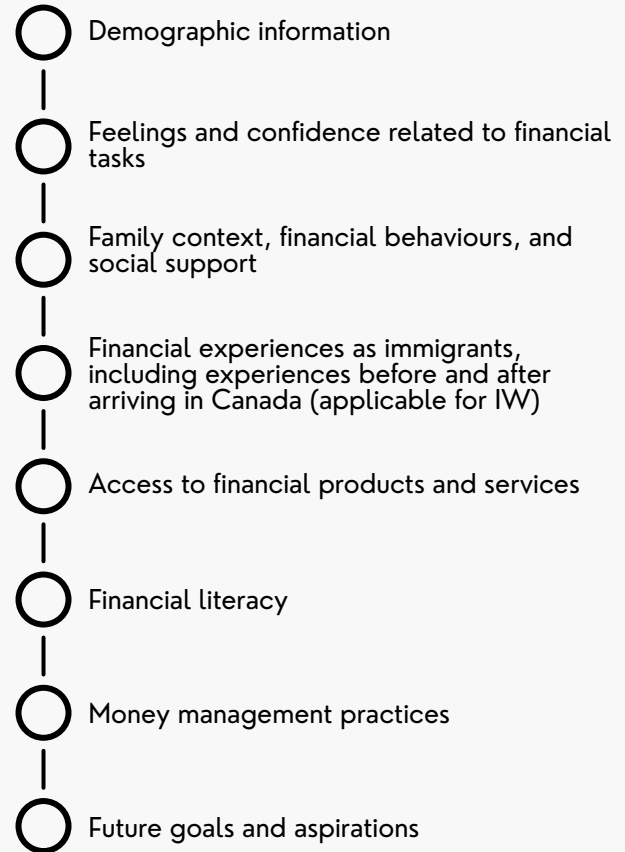 Demographic information
Feelings and confidence related to financial
tasks
Family context, financial behaviours, and
social support
Financial experiences as immigrants,
including experiences before and after
arriving in Canada (applicable for IW)
Access to financial products and services
Financial literacy
Money management practices
Future goals and aspirations